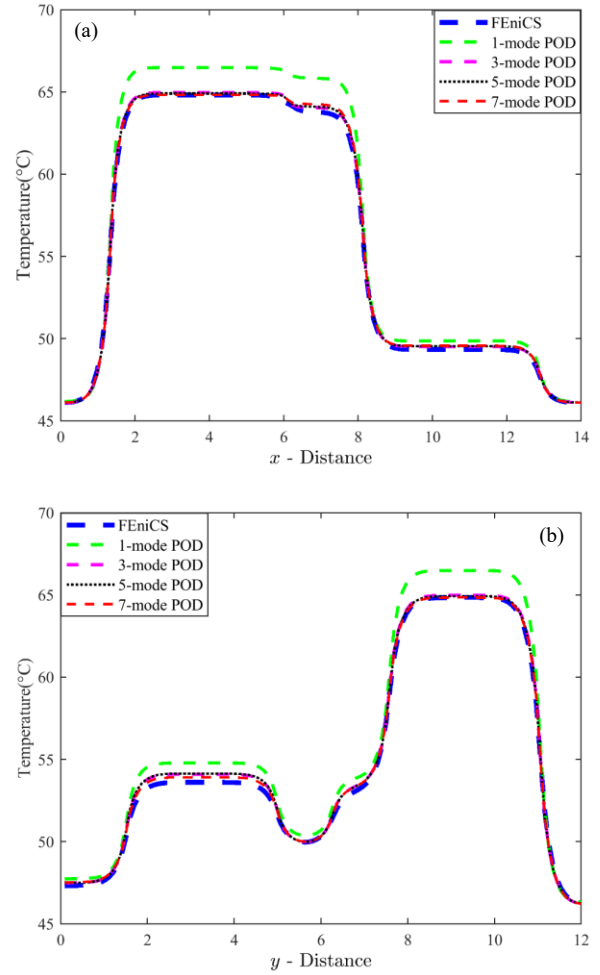 (a)
FEniCS
1-mode POD
3-mode POD
5-mode POD
7-mode POD
70
65
60
55
50
45
Temperature(°C)
0 2 4 6 8 10 12 14
x - Distance
(b)
FEniCS
1-mode POD
3-mode POD
5-mode POD
7-mode POD
70
65
60
55
50
45
Temperature(°C)
0 2 4 6 8 10 12
y - Distance